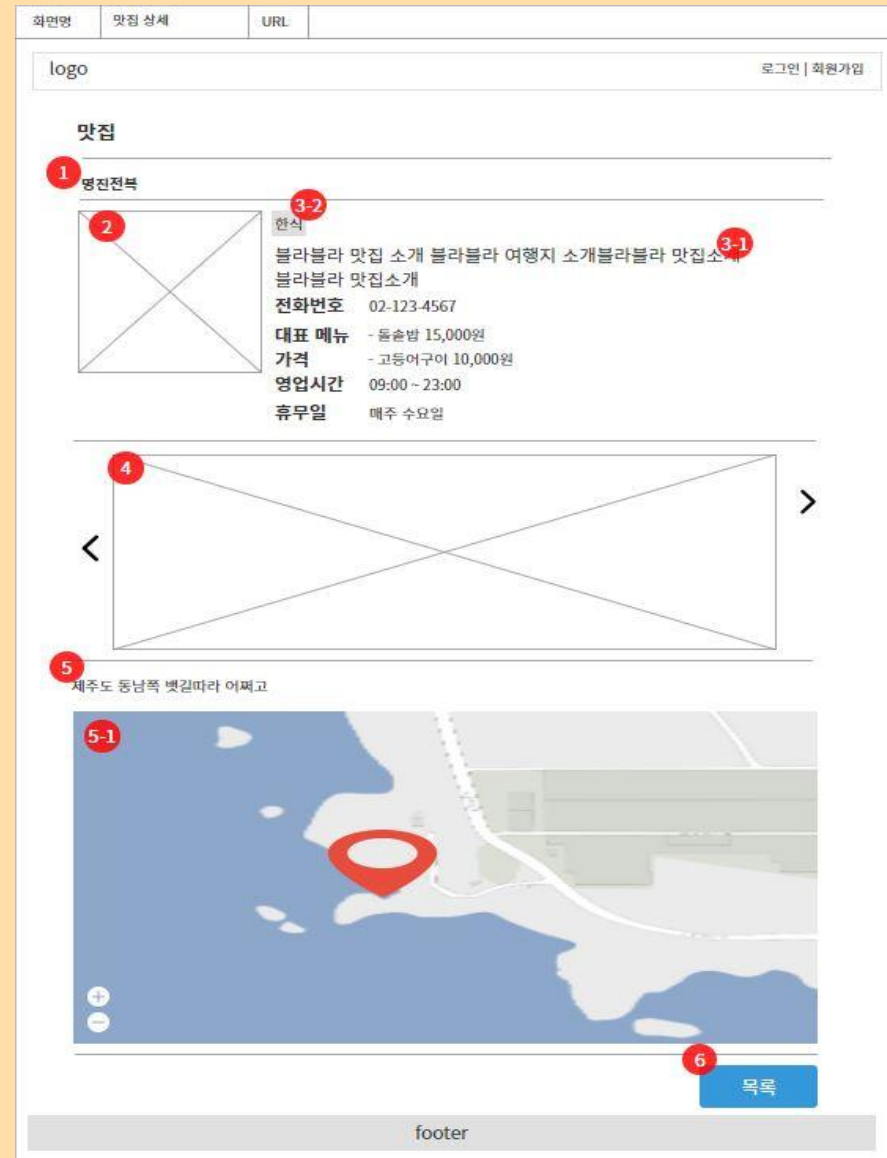 화면명 맛집 상세 URL
logo 로그인 | 회원가입
맛집
1
명진전복
2
3-2
한식
3-1
블라블라 맛집 소개 블라블라 여행지 소개블라블라 맛집소개
블라블라 맛집소개
전화번호 02-123-4567
대표 메뉴 - 돌솥밥 15,000원
가격 - 고등어구이 10,000원
영업시간 09:00 ~ 23:00
휴무일 매주 수요일
4
< >
5
제주도 동남쪽 뱃길따라 어쩌고
5-1
+
−
6
목록
footer